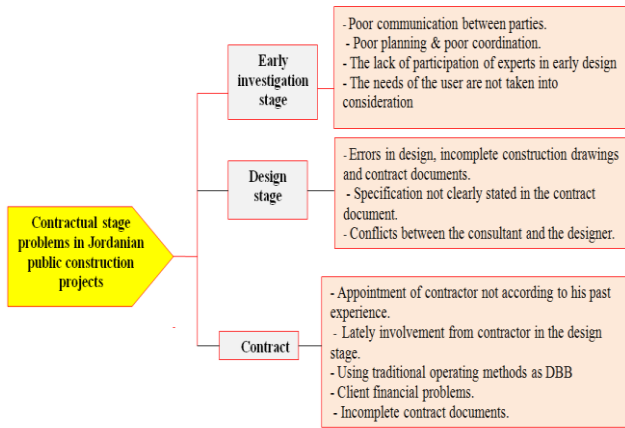 Contractual stage
problems in Jordanian
public construction
projects
Early
investigation
stage
- Poor communication between parties.
- Poor planning & poor coordination.
- The lack of participation of experts in early design
- The needs of the user are not taken into
consideration
Design
stage
- Errors in design, incomplete construction drawings
and contract documents.
- Specification not clearly stated in the contract
document.
- Conflicts between the consultant and the designer.
Contract
- Appointment of contractor not according to his past
experience.
- Lately involvement from contractor in the design
stage.
- Using traditional operating methods as DBB
- Client financial problems.
- Incomplete contract documents.